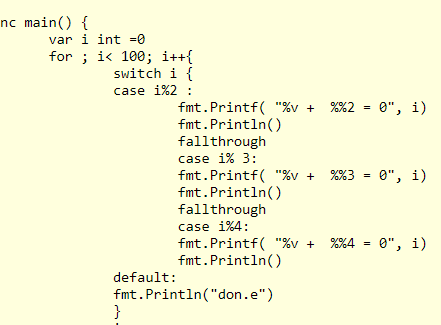 nc main() {
var i int =0
for ; i< 100; i++{
switch i {
case i%2 :
fmt.Printf( "%v +  %%2 = 0", i)
fmt.Println()
fallthrough
case i% 3:
fmt.Printf( "%v +  %%3 = 0", i)
fmt.Println()
fallthrough
case i%4:
fmt.Printf( "%v +  %%4 = 0", i)
fmt.Println()
default:
fmt.Println("don.e")
}